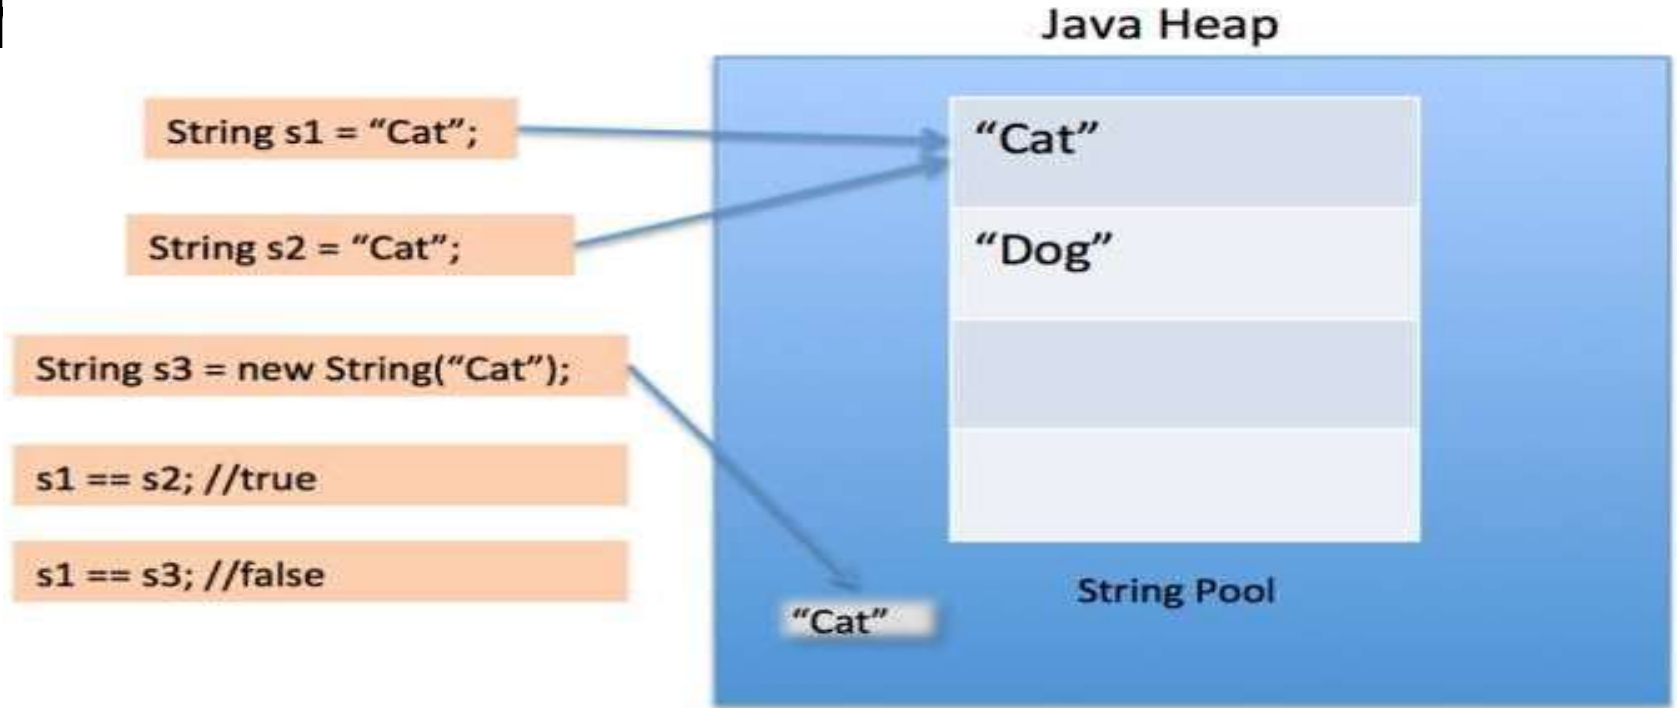 Java Heap
String s1 = “Cat”;
“Cat”
String s2 = “Cat”;
“Dog”
String s3 = new String(“Cat”);
s1 == s2; //true
s1 == s3; //false
String Pool
“Cat”